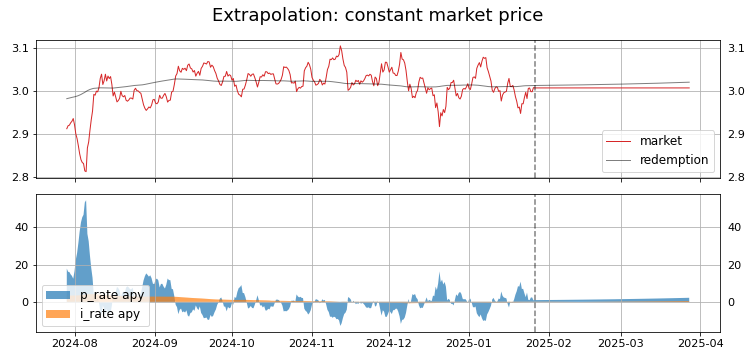 Extrapolation: constant market price
3.1 3.1
3.0 3.0
2.9 2.9
2.8 2.8
market
redemption
40 40
20 20
0 0
p_rate apy
i_rate apy
2024-08 2024-09 2024-10 2024-11 2024-12 2025-01 2025-02 2025-03 2025-04